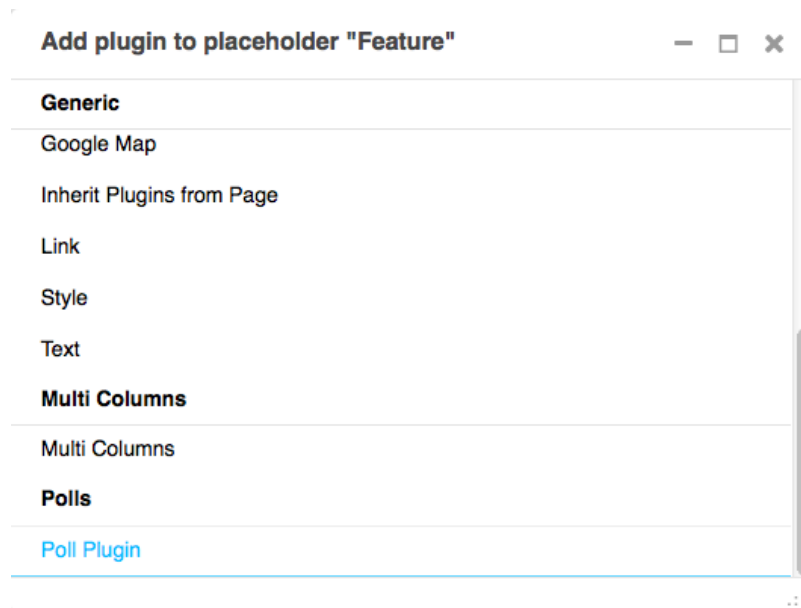 Add plugin to placeholder "Feature"
Generic
Google Map
Inherit Plugins from Page
Link
Style
Text
Multi Columns
Multi Columns
Polls
Poll Plugin